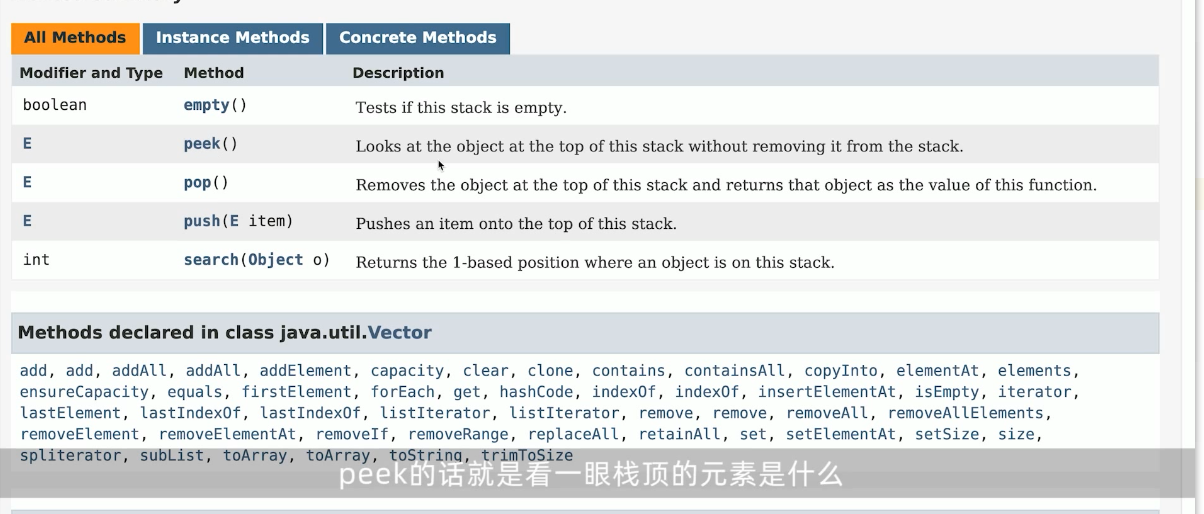 All Methods Instance Methods Concrete Methods
Modifier and Type Method Description
boolean empty() Tests if this stack is empty.
E peek() Looks at the object at the top of this stack without removing it from the stack.
E pop() Removes the object at the top of this stack and returns that object as the value of this function.
E push(E item) Pushes an item onto the top of this stack.
int search(Object o) Returns the 1-based position where an object is on this stack.
Methods declared in class java.util.Vector
add, add, addAll, addAll, addElement, capacity, clear, clone, contains, containsAll, copyInto, elementAt, elements,
ensureCapacity, equals, firstElement, forEach, get, hashCode, indexOf, indexOf, insertElementAt, isEmpty, iterator,
lastElement, lastIndexOf, lastIndexOf, listIterator, listIterator, remove, remove, removeAll, removeAllElements,
removeElement, removeElementAt, removeIf, removeRange, replaceAll, retainAll, set, setElementAt, setSize, size,
spliterator, subList, toArray, toArray, toString, trimToSize
peek的话就是看一眼栈顶的元素是什么